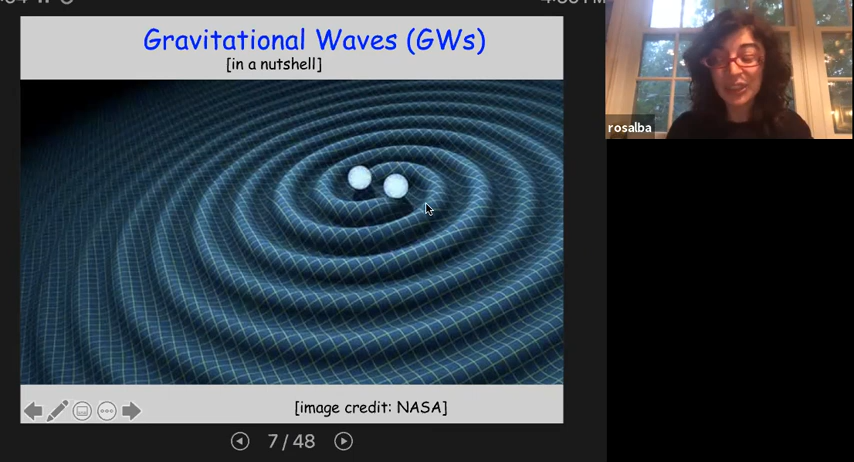 Gravitational Waves (GWs)
[in a nutshell]
rosalba
[image credit: NASA]
7 / 48